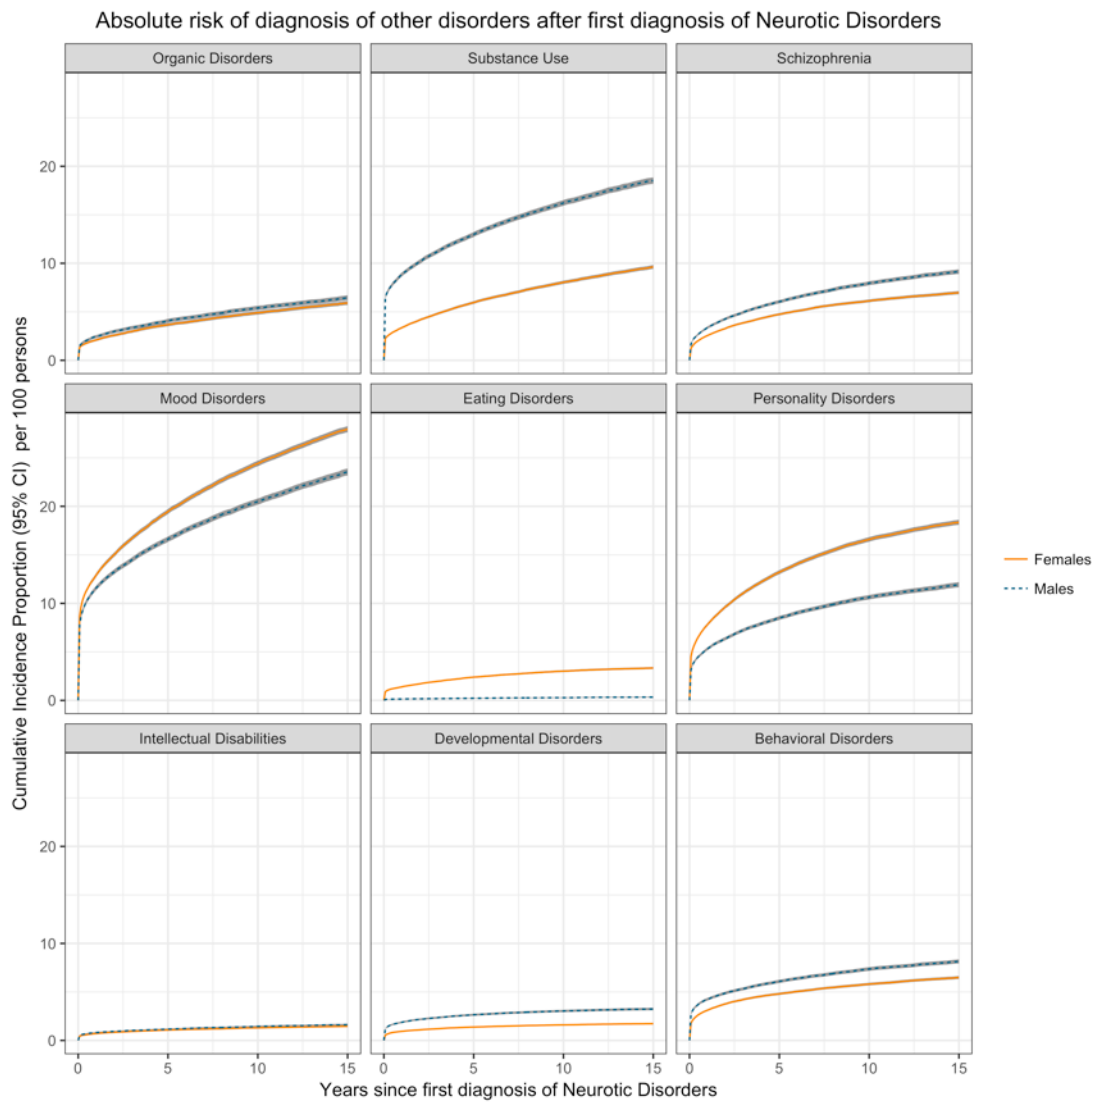 Absolute risk of diagnosis of other disorders after first diagnosis of Neurotic Disorders
Organic Disorders
Substance Use
Schizophrenia
20
10
0
Mood Disorders
Eating Disorders
Personality Disorders
20
10
0
Intellectual Disabilities
Developmental Disorders
Behavioral Disorders
20
10
0
0 5 10 15
0 5 10 15
0 5 10 15
Years since first diagnosis of Neurotic Disorders
Cumulative Incidence Proportion (95% CI) per 100 persons
Females
Males